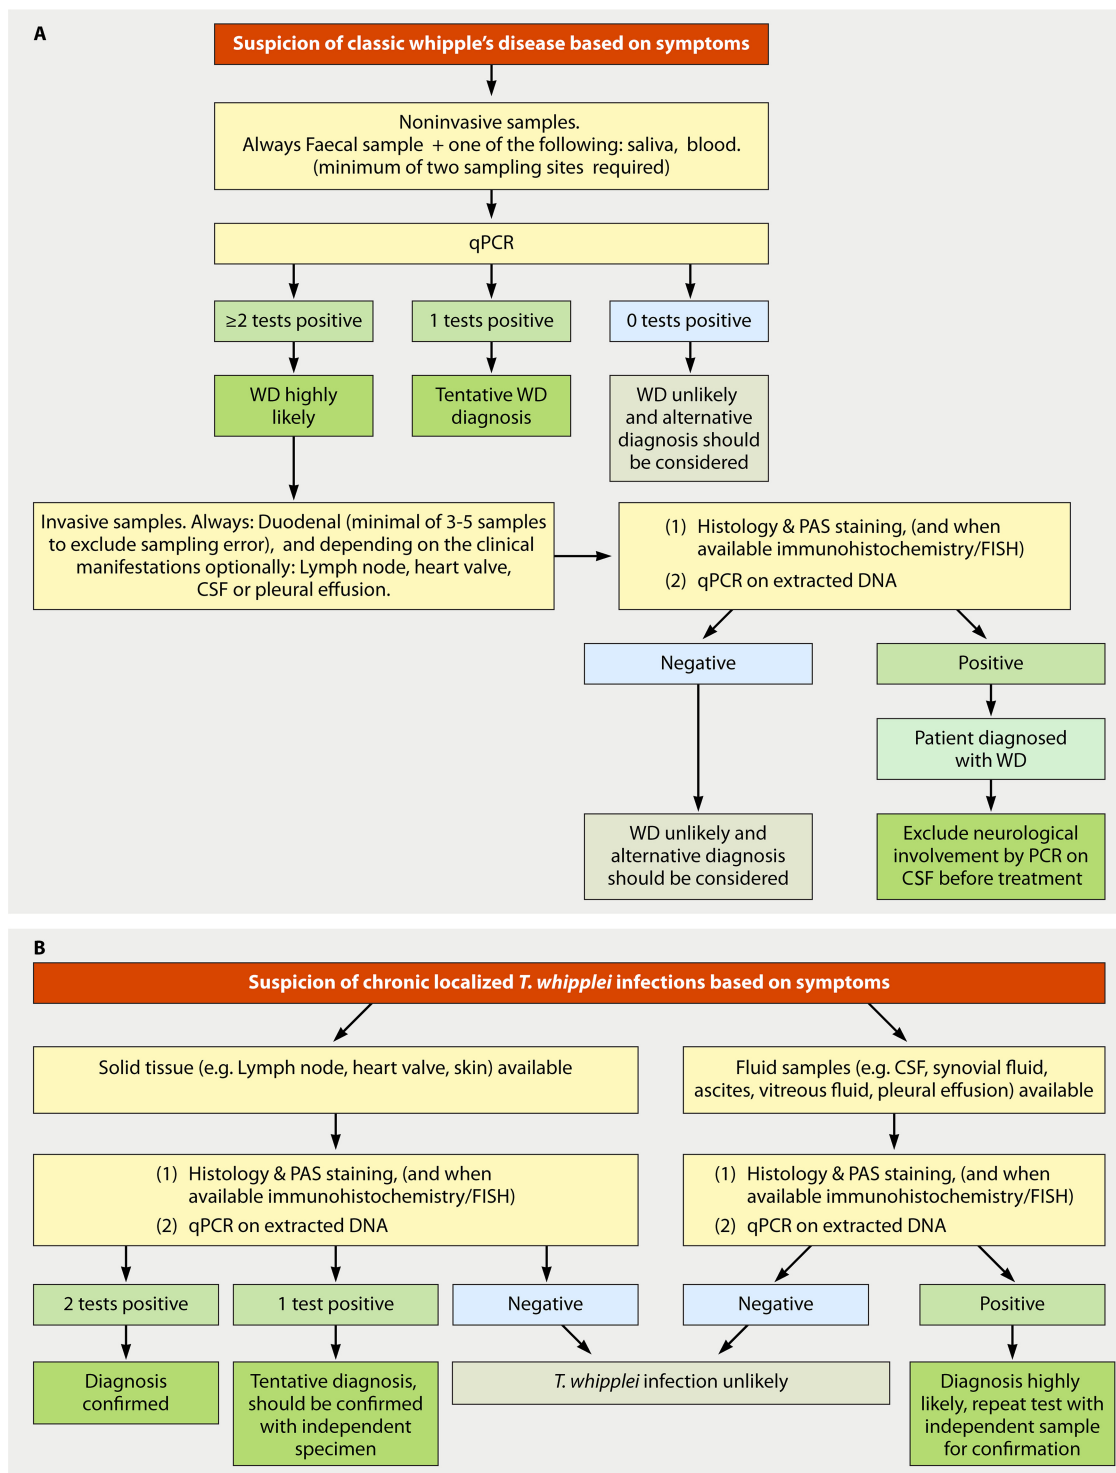 A
Suspicion of classic whipple's disease based on symptoms
Noninvasive samples.
Always Faecal sample + one of the following: saliva, blood.
(minimum of two sampling sites required)
qPCR
≥2 tests positive
1 tests positive
0 tests positive
WD highly
likely
Tentative WD
diagnosis
WD unlikely
and alternative
diagnosis should
be considered
Invasive samples. Always: Duodenal (minimal of 3-5 samples
to exclude sampling error), and depending on the clinical
manifestations optionally: Lymph node, heart valve,
CSF or pleural effusion.
(1) Histology & PAS staining, (and when
available immunohistochemistry/FISH)
(2) qPCR on extracted DNA
Negative
Positive
Patient diagnosed
with WD
WD unlikely and
alternative diagnosis
should be considered
Exclude neurological
involvement by PCR on
CSF before treatment
B
Suspicion of chronic localized T. whipplei infections based on symptoms
Solid tissue (e.g. Lymph node, heart valve, skin) available
Fluid samples (e.g. CSF, synovial fluid,
ascites, vitreous fluid, pleural effusion) available
(1) Histology & PAS staining, (and when
available immunohistochemistry/FISH)
(2) qPCR on extracted DNA
(1) Histology & PAS staining, (and when
available immunohistochemistry/FISH)
(2) qPCR on extracted DNA
2 tests positive
1 test positive
Negative
Negative
Positive
Diagnosis
confirmed
Tentative diagnosis,
should be confirmed
with independent
specimen
T. whipplei infection unlikely
Diagnosis highly
likely, repeat test with
independent sample
for confirmation